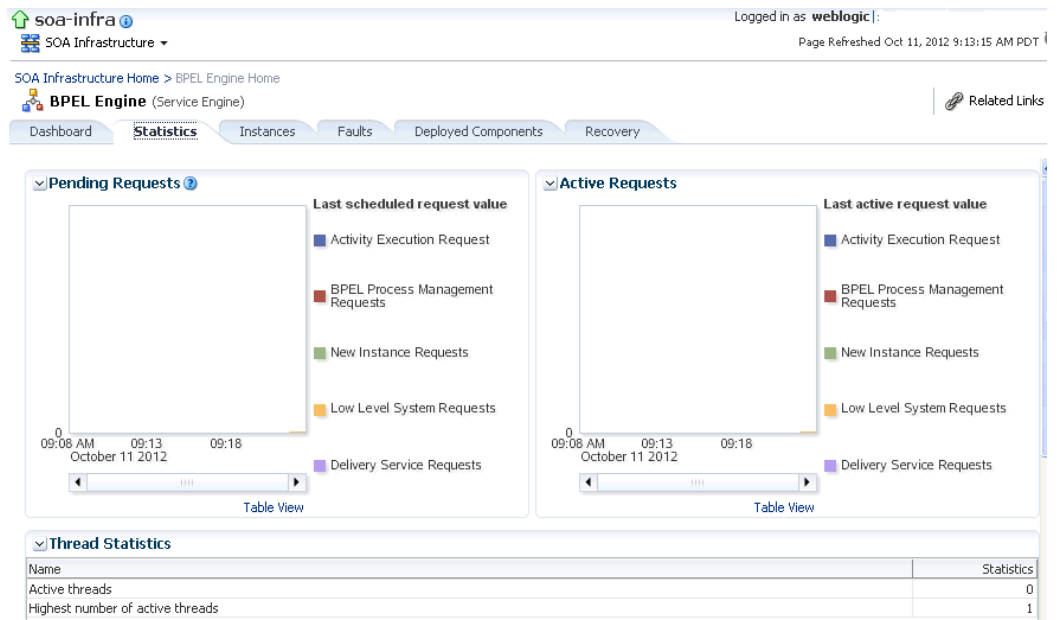 soa-infra
Logged in as weblogic|:
SOA Infrastructure
Page Refreshed Oct 11, 2012 9:13:15 AM PDT
SOA Infrastructure Home > BPEL Engine Home
BPEL Engine (Service Engine)
Related Links
Dashboard Statistics Instances Faults Deployed Components Recovery
Pending Requests
Last scheduled request value
Activity Execution Request
BPEL Process Management
Requests
New Instance Requests
Low Level System Requests
Delivery Service Requests
0
09:08 AM 09:13 09:18
October 11 2012
Table View
Active Requests
Last active request value
Activity Execution Request
BPEL Process Management
Requests
New Instance Requests
Low Level System Requests
Delivery Service Requests
0
09:08 AM 09:13 09:18
October 11 2012
Table View
Thread Statistics
Name Statistics
Active threads 0
Highest number of active threads 1